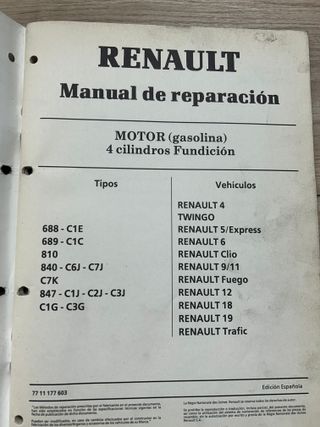 RENAULT
Manual de reparación
MOTOR (gasolina)
4 cilindros Fundición
Tipos
Vehículos
688 - C1E
689 - C1C
810
840 - C6J - C7J
C7K
847 - C1J - C2J - C3J
C1G - C3G
RENAULT 4
TWINGO
RENAULT 5/Express
RENAULT 6
RENAULT Clio
RENAULT 9/11
RENAULT Fuego
RENAULT 12
RENAULT 18
RENAULT 19
RENAULT Trafic
77 11 177 603
Edición Española